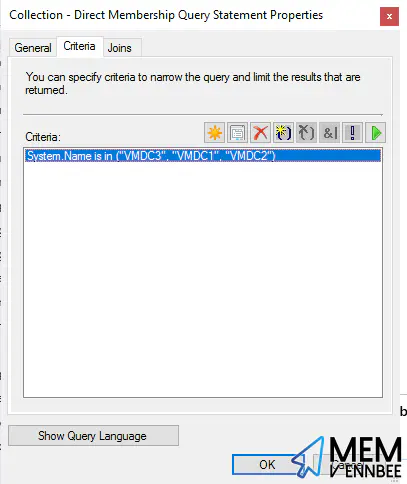 Collection - Direct Membership Query Statement Properties
x
General Criteria Joins
You can specify criteria to narrow the query and limit the results that are
returned.
Criteria:
&|
!
System.Name is in ("VMDC3", "VMDC1", "VMDC2")
b
Show Query Language
OK
Cancel
MEM
VENNBEE